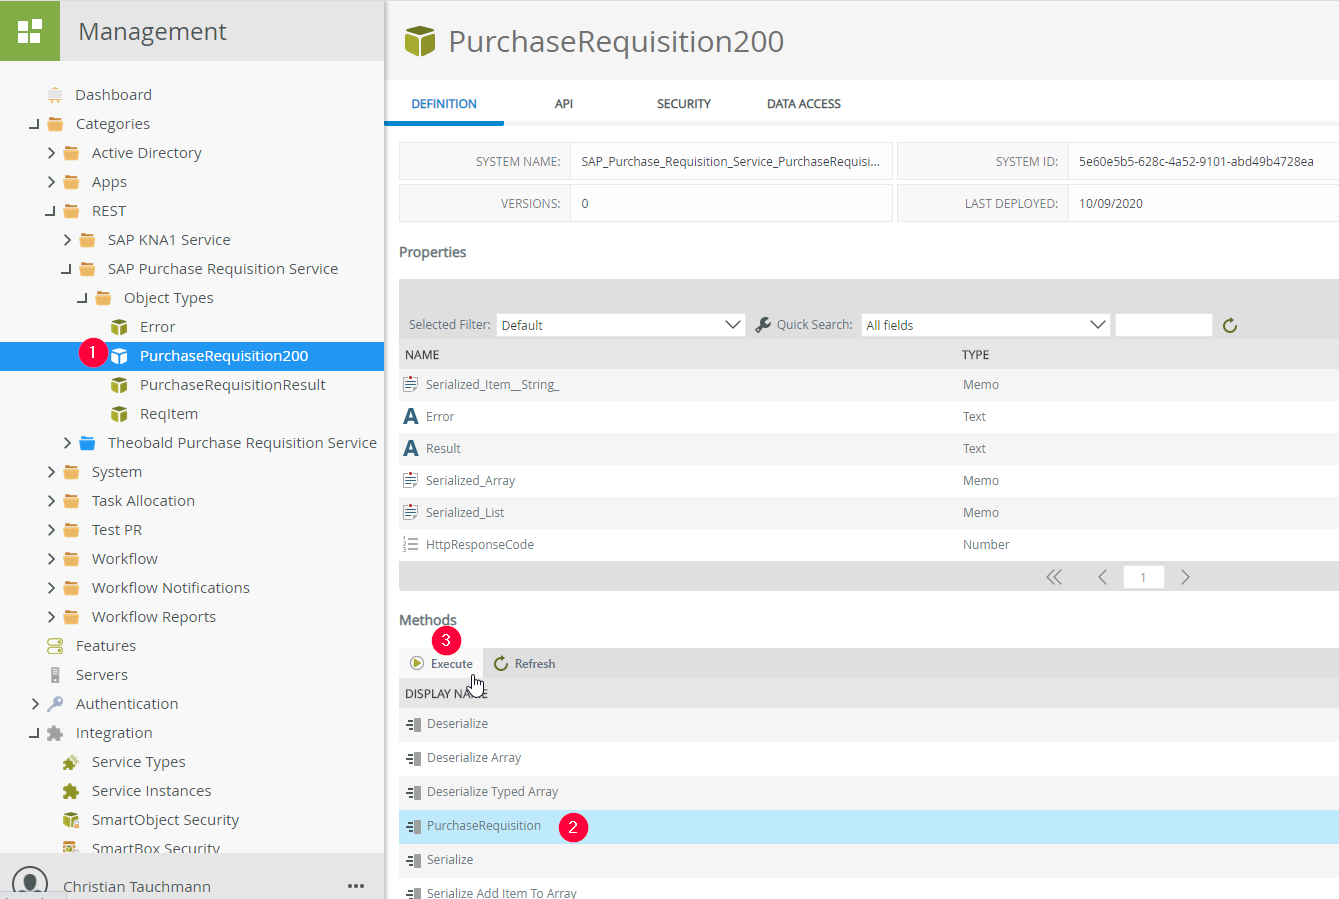 Management
Dashboard
Categories
Active Directory
Apps
REST
SAP KNA1 Service
SAP Purchase Requisition Service
Object Types
Error
1
PurchaseRequisition200
PurchaseRequisitionResult
ReqItem
Theobald Purchase Requisition Service
System
Task Allocation
Test PR
Workflow
Workflow Notifications
Workflow Reports
Features
Servers
Authentication
Integration
Service Types
Service Instances
SmartObject Security
SmartBox Security
Christian Tauchmann
PurchaseRequisition200
DEFINITION API SECURITY DATA ACCESS
SYSTEM NAME: SAP_Purchase_Requisition_Service_PurchaseRequisi... SYSTEM ID: 5e60e5b5-628c-4a52-9101-abd49b4728ea
VERSIONS: 0 LAST DEPLOYED: 10/09/2020
Properties
Selected Filter: Default Quick Search: All fields
NAME TYPE
Serialized_Item__String_ Memo
Error Text
Result Text
Serialized_Array Memo
Serialized_List Memo
HttpResponseCode Number
1
Methods
3
Execute Refresh
DISPLAY NAME
Deserialize
Deserialize Array
Deserialize Typed Array
PurchaseRequisition 2
Serialize
Serialize Add Item To Array